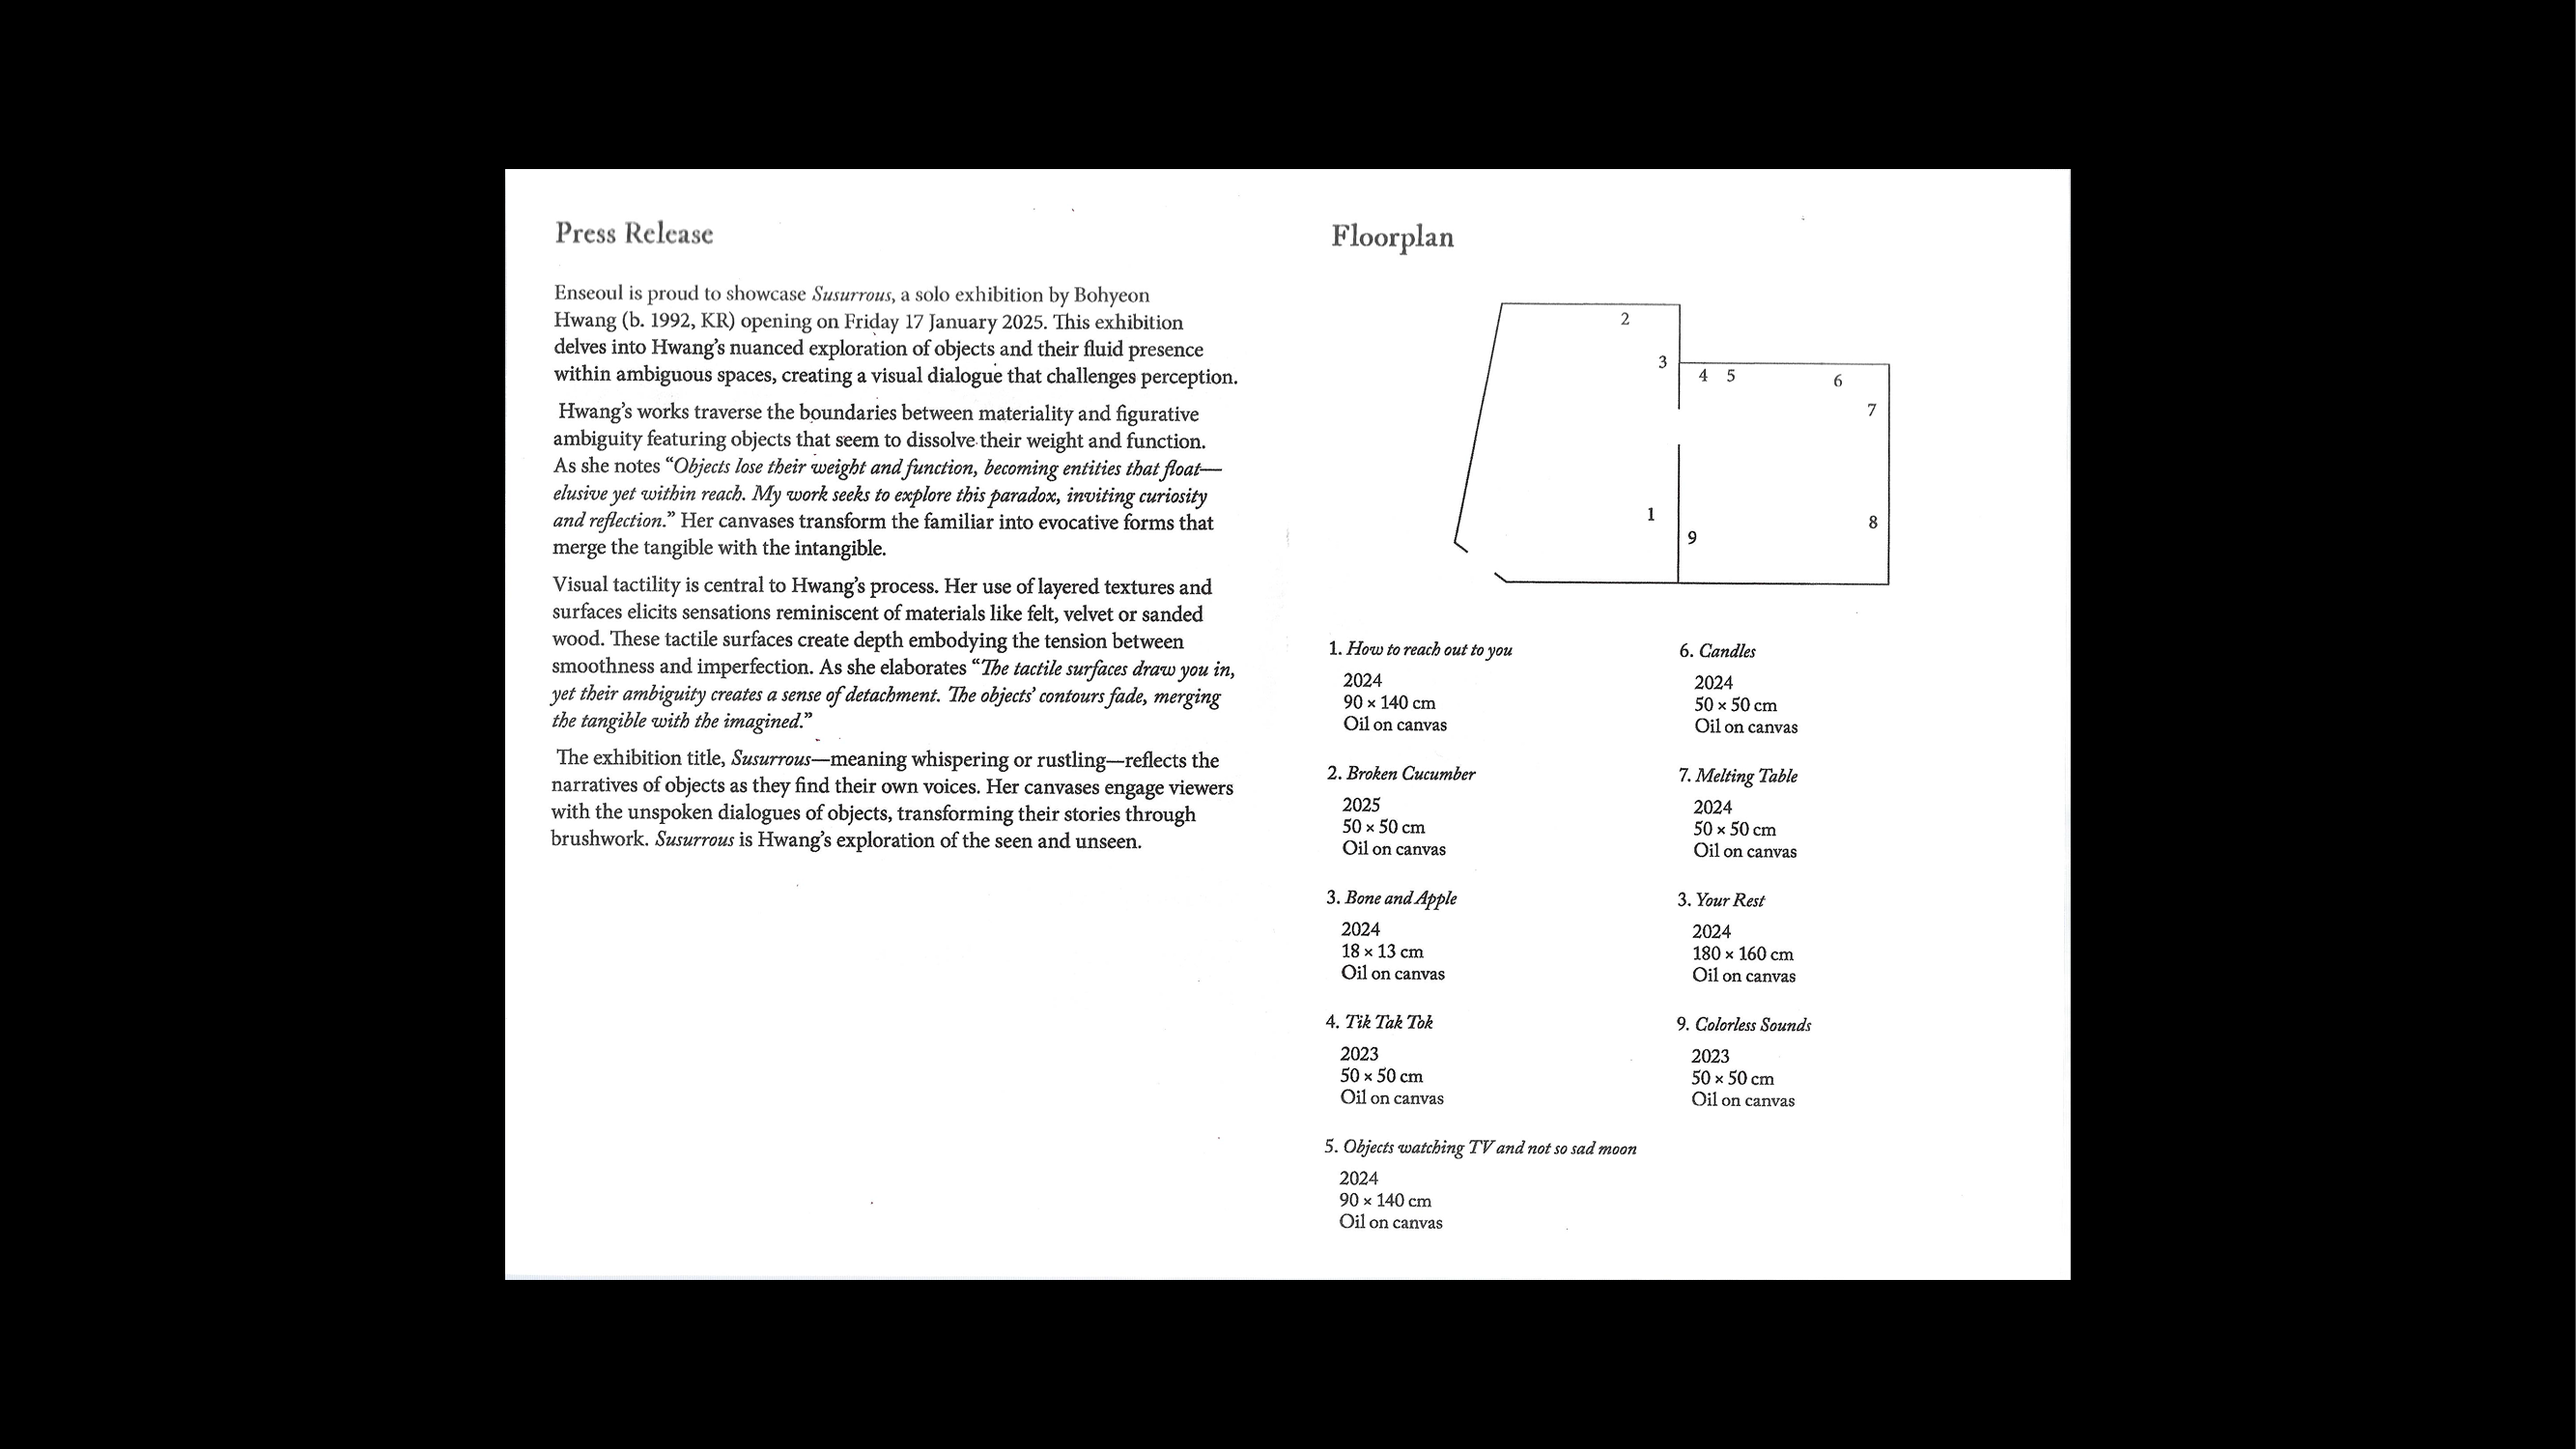 Press Release
Enseoul is proud to showcase Susurrous, a solo exhibition by Bohyeon
Hwang (b. 1992, KR) opening on Friday 17 January 2025. This exhibition
delves into Hwang's nuanced exploration of objects and their fluid presence
within ambiguous spaces, creating a visual dialogue that challenges perception.
Hwang's works traverse the boundaries between materiality and figurative
ambiguity featuring objects that seem to dissolve their weight and function.
As she notes “Objects lose their weight and function, becoming entities that float—
elusive yet within reach. My work seeks to explore this paradox, inviting curiosity
and reflection.” Her canvases transform the familiar into evocative forms that
merge the tangible with the intangible.
Visual tactility is central to Hwang's process. Her use of layered textures and
surfaces elicits sensations reminiscent of materials like felt, velvet or sanded
wood. These tactile surfaces create depth embodying the tension between
smoothness and imperfection. As she elaborates “The tactile surfaces draw you in,
yet their ambiguity creates a sense of detachment. The objects' contours fade, merging
the tangible with the imagined.”
The exhibition title, Susurrous—meaning whispering or rustling—reflects the
narratives of objects as they find their own voices. Her canvases engage viewers
with the unspoken dialogues of objects, transforming their stories through
brushwork. Susurrous is Hwang's exploration of the seen and unseen.
Floorplan
2
3
4 5
6
7
1
8
9
1. How to reach out to you
2024
90 × 140 cm
Oil on canvas
2. Broken Cucumber
2025
50 × 50 cm
Oil on canvas
3. Bone and Apple
2024
18 × 13 cm
Oil on canvas
4. Tik Tak Tok
2023
50 × 50 cm
Oil on canvas
5. Objects watching TV and not so sad moon
2024
90 × 140 cm
Oil on canvas
6. Candles
2024
50 × 50 cm
Oil on canvas
7. Melting Table
2024
50 × 50 cm
Oil on canvas
3. Your Rest
2024
180 × 160 cm
Oil on canvas
9. Colorless Sounds
2023
50 × 50 cm
Oil on canvas